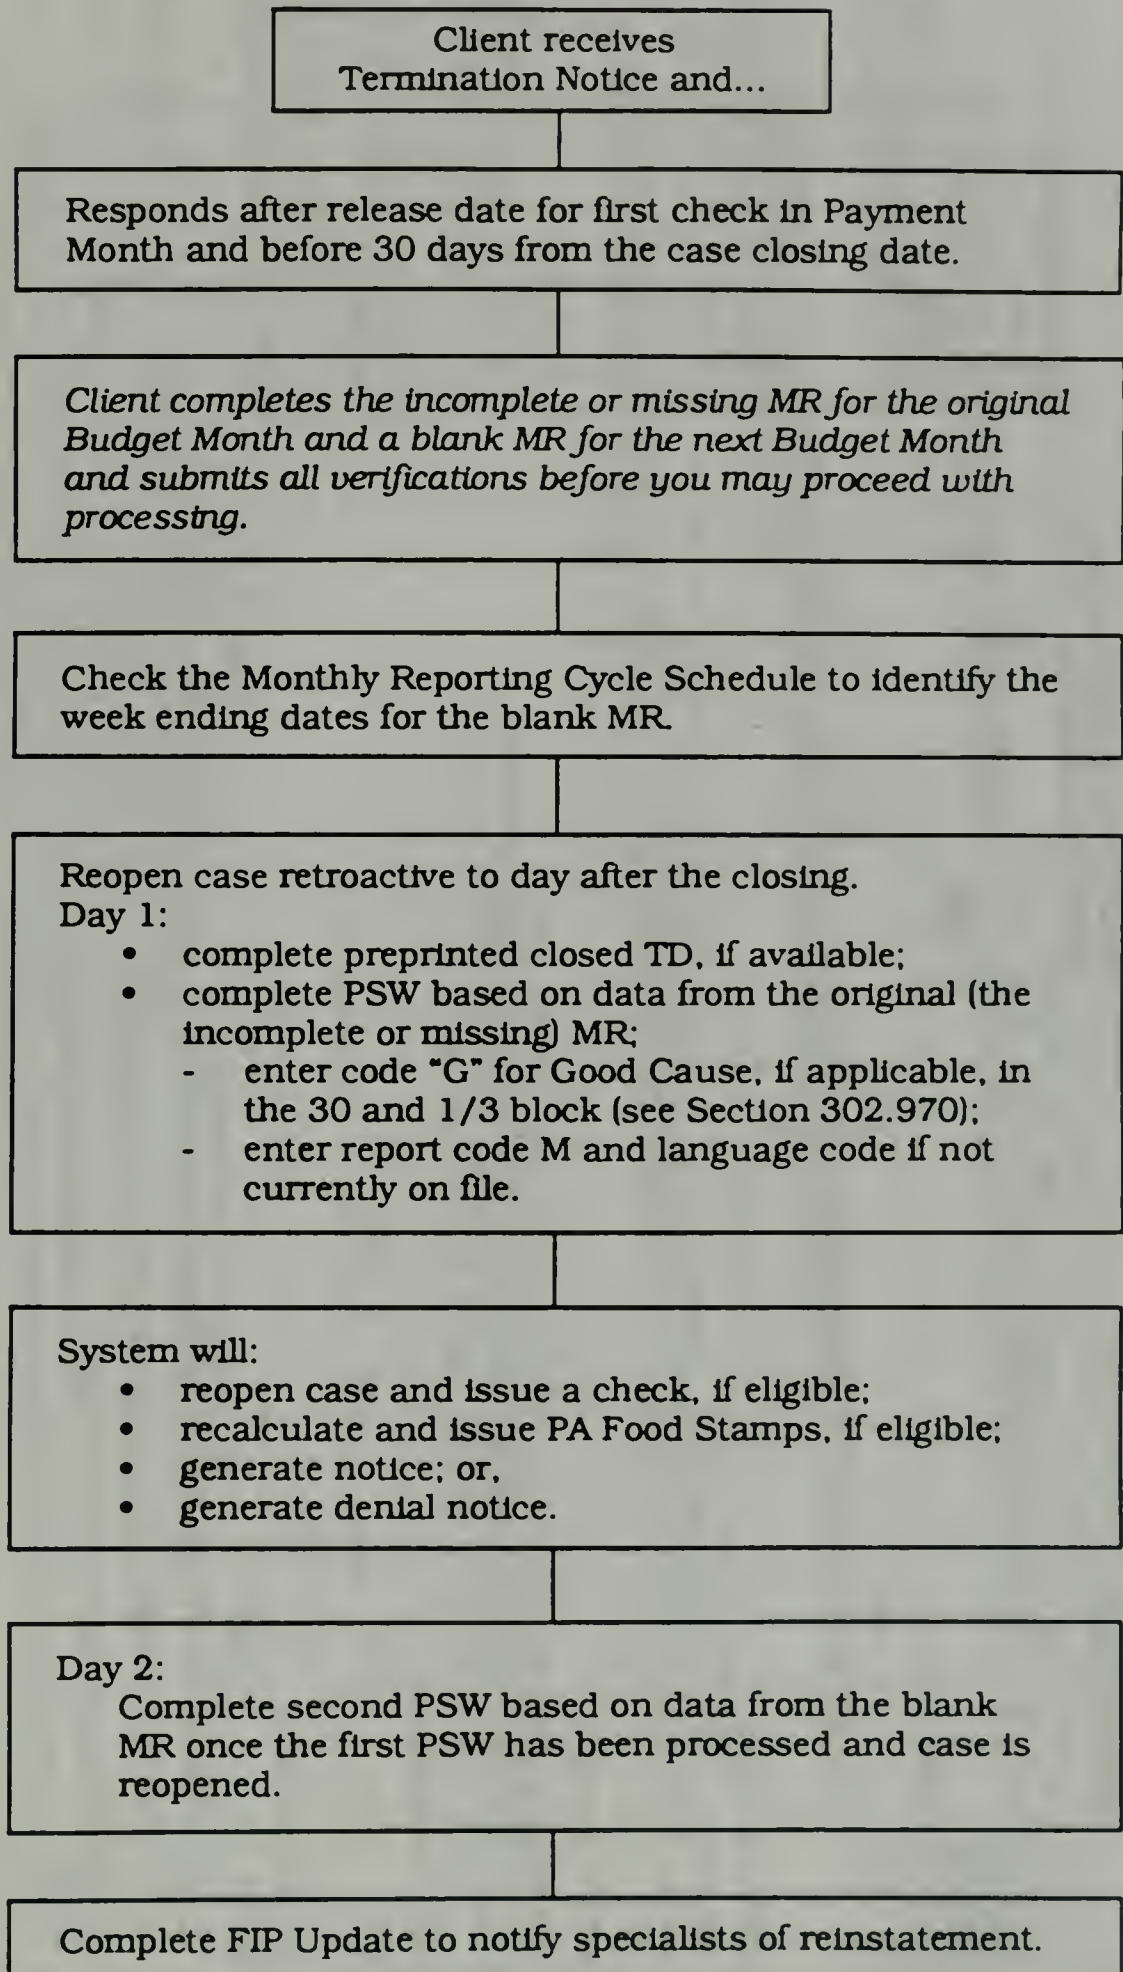 Client receives
Termination Notice and...
Responds after release date for first check in Payment
Month and before 30 days from the case closing date.
Client completes the incomplete or missing MR for the original
Budget Month and a blank MR for the next Budget Month
and submits all verifications before you may proceed with
processing.
Check the Monthly Reporting Cycle Schedule to identify the
week ending dates for the blank MR.
Reopen case retroactive to day after the closing.
Day 1:
• complete preprinted closed TD, if available;
• complete PSW based on data from the original (the
incomplete or missing) MR;
- enter code "G" for Good Cause, if applicable, in
the 30 and 1/3 block (see Section 302.970);
- enter report code M and language code if not
currently on file.
System will:
• reopen case and issue a check, if eligible;
• recalculate and issue PA Food Stamps, if eligible;
• generate notice; or,
• generate denial notice.
Day 2:
Complete second PSW based on data from the blank
MR once the first PSW has been processed and case is
reopened.
Complete FIP Update to notify specialists of reinstatement.